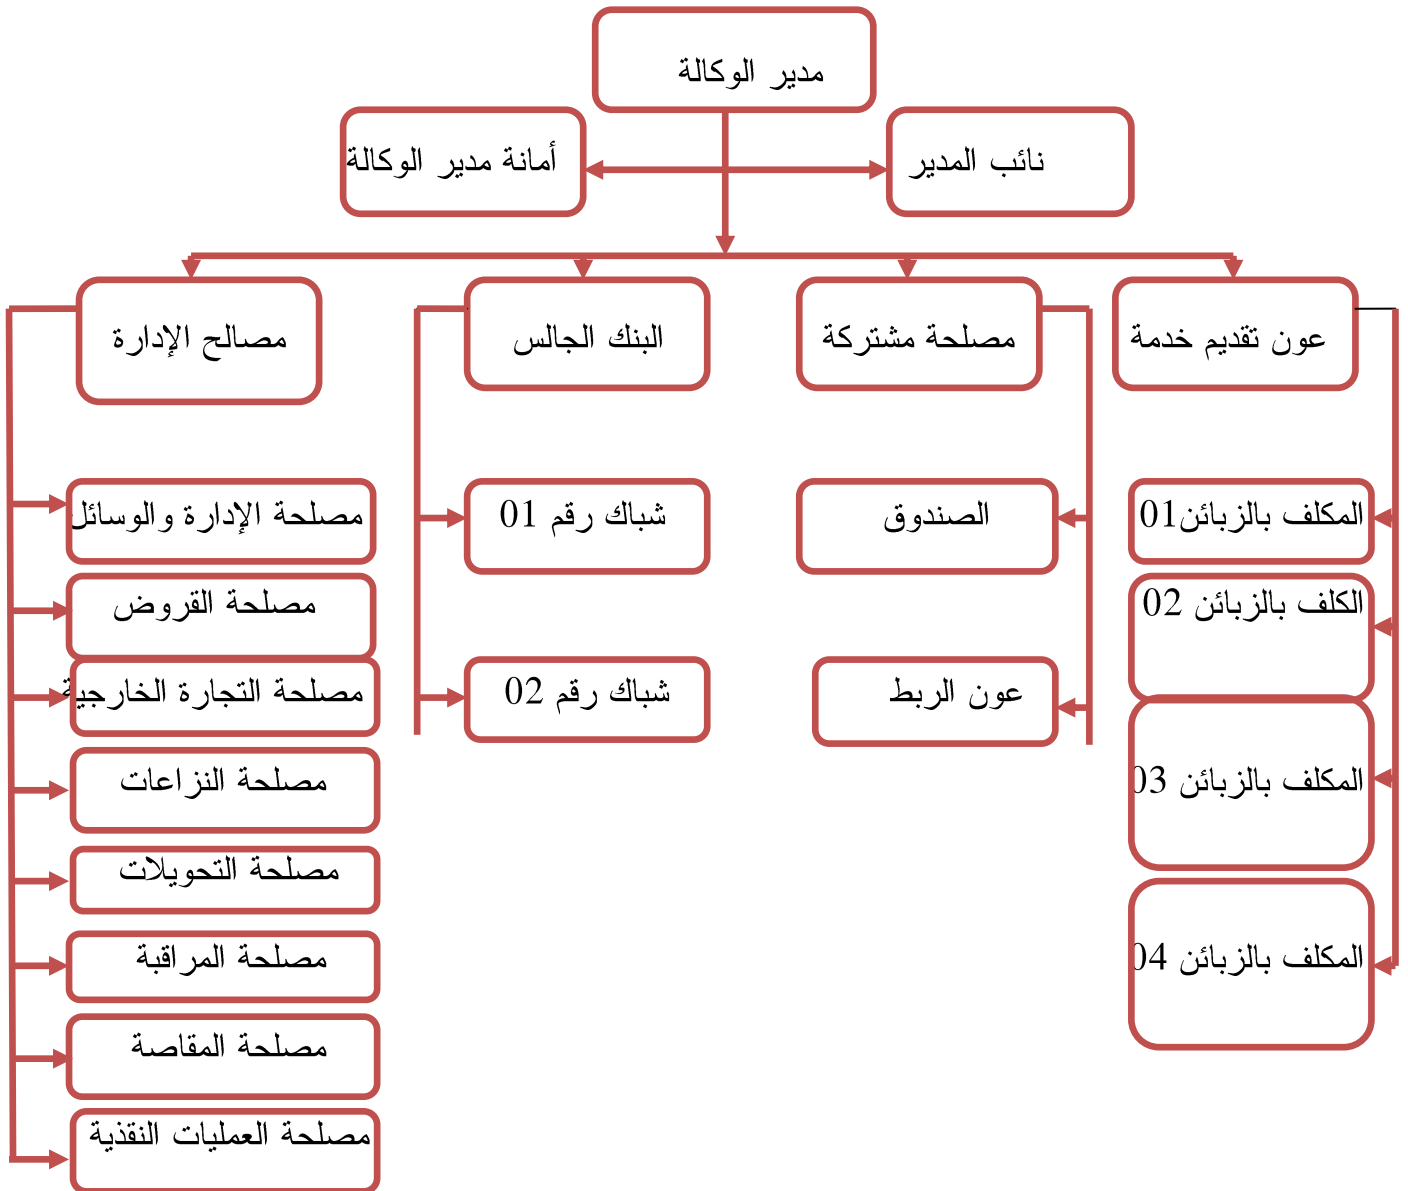 مدير الوكالة
نائب المدير
أمانة مدير الوكالة
عون تقديم خدمة
مصلحة مشتركة
البنك الجالس
مصالح الإدارة
المكلف بالزبائن01
الكلف بالزبائن 02
المكلف بالزبائن 03
المكلف بالزبائن 04
الصندوق
عون الربط
شباك رقم 01
شباك رقم 02
مصلحة الإدارة والوسائل
مصلحة القروض
مصلحة التجارة الخارجية
مصلحة النزاعات
مصلحة التحويلات
مصلحة المراقبة
مصلحة المقاصة
مصلحة العمليات النقذية